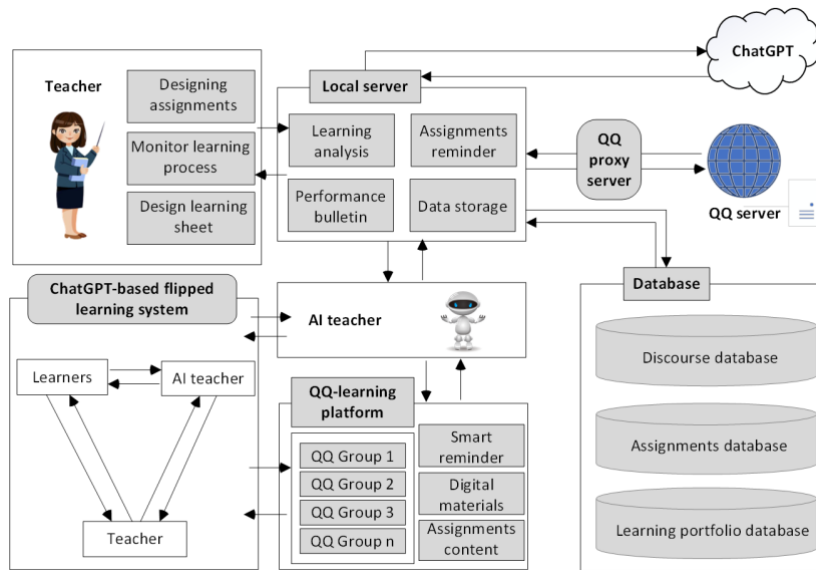 Teacher
Designing
assignments
Monitor learning
process
Design learning
sheet
Local server
Learning
analysis
Assignments
reminder
Performance
bulletin
Data storage
ChatGPT
QQ
proxy
server
QQ server
ChatGPT-based flipped
learning system
Learners
AI teacher
Teacher
AI teacher
QQ-learning
platform
QQ Group 1
QQ Group 2
QQ Group 3
QQ Group n
Smart
reminder
Digital
materials
Assignments
content
Database
Discourse database
Assignments database
Learning portfolio database